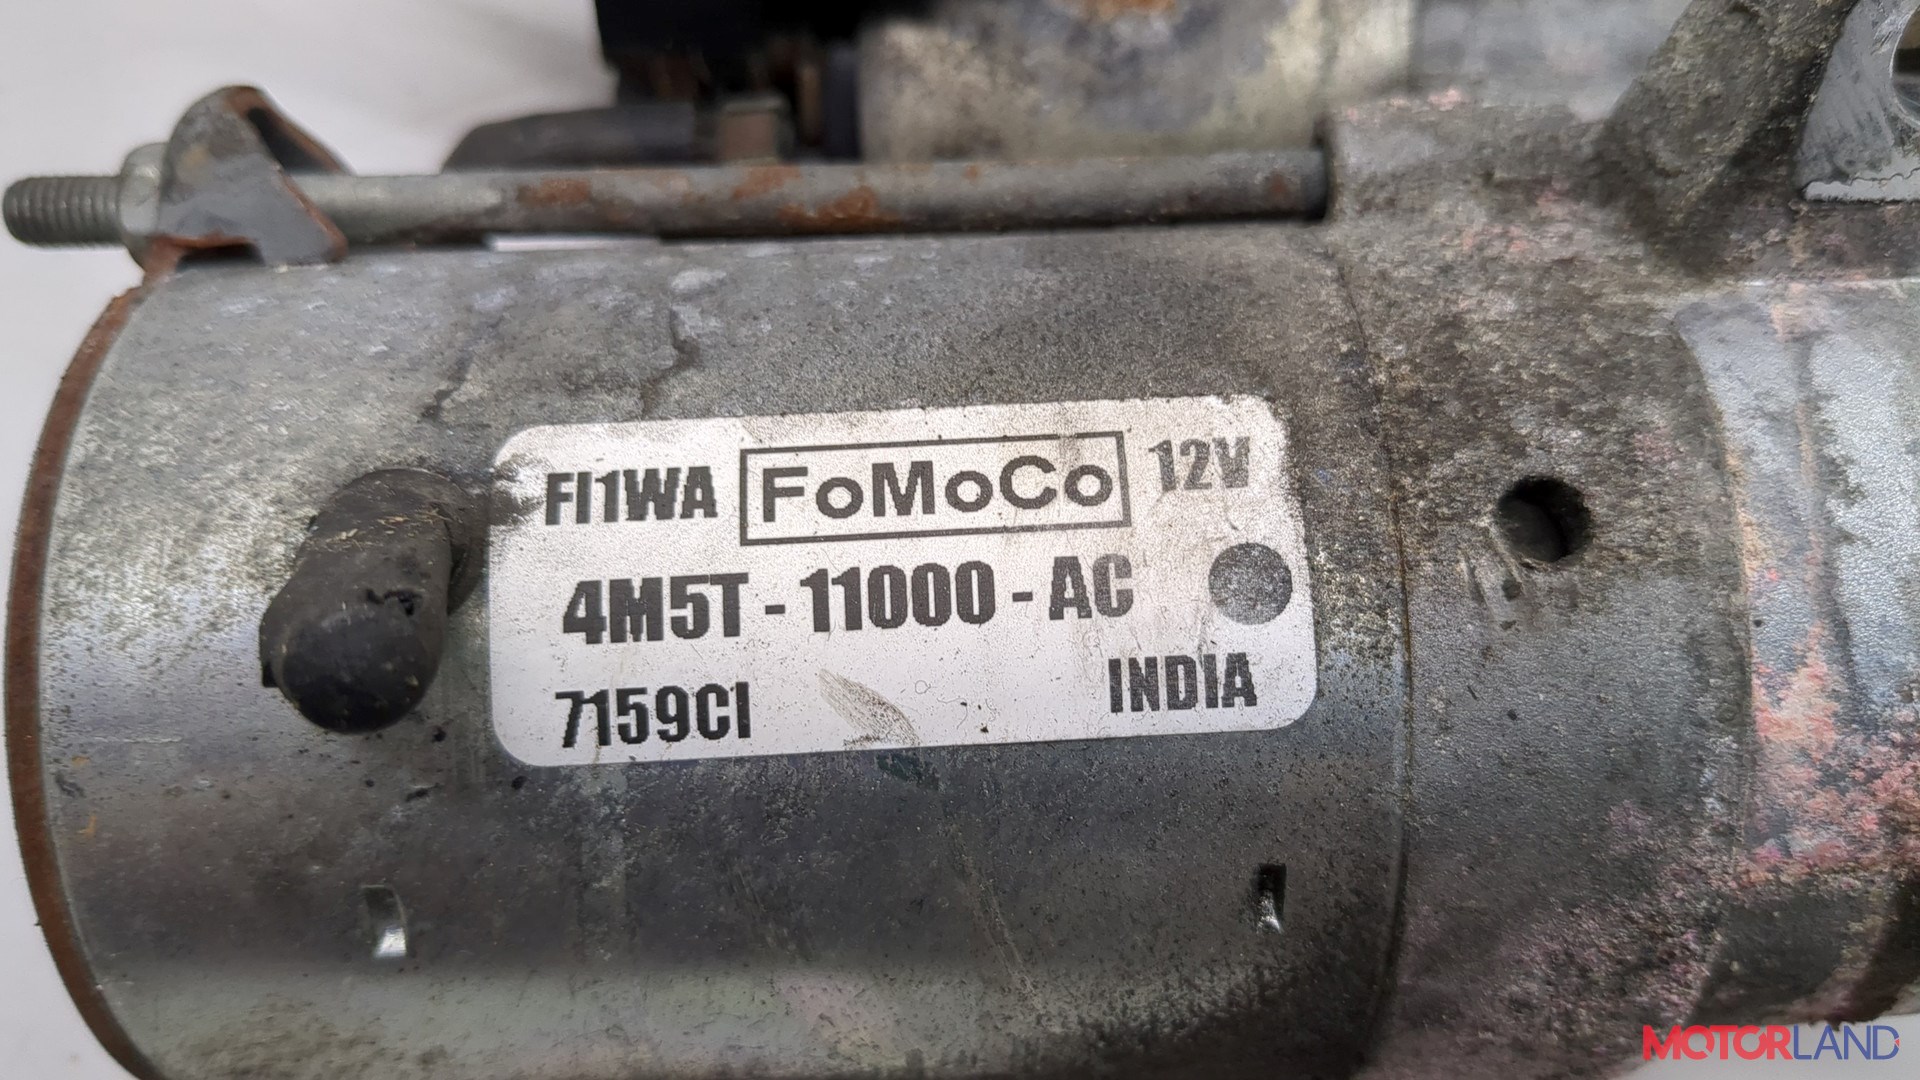 FI1WA FoMoCo 12V
4M5T - 11000 - AC
7159CI INDIA
MOTORLAND